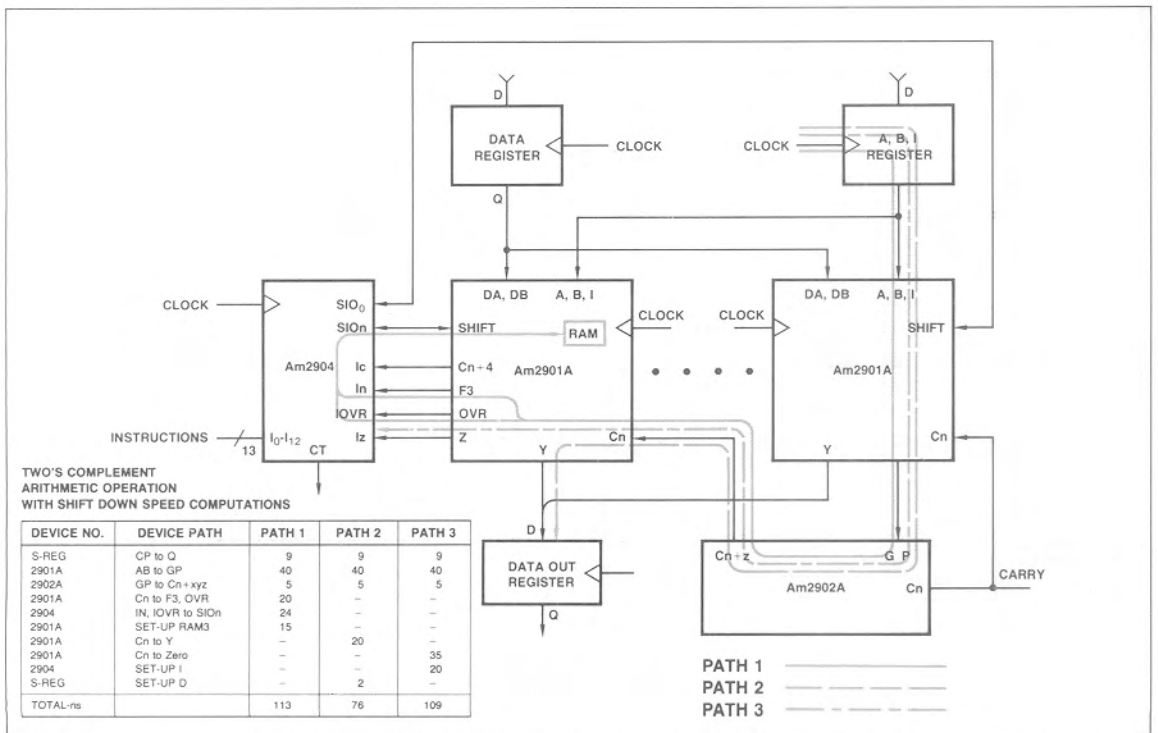 D
D
DATA
REGISTER
CLOCK
CLOCK
A, B, I
REGISTER
Q
DA, DB
A, B, I
DA, DB
A, B, I
CLOCK
SIO₀
SIOn
SHIFT
RAM
CLOCK
CLOCK
SHIFT
Am2904
Ic
Cn+4
Am2901A
Am2901A
In
F3
IOVR
OVR
INSTRUCTIONS
13
I₀-I₁₂
Iz
Z
Cn
Cn
CT
Y
Y
TWO'S COMPLEMENT
ARITHMETIC OPERATION
WITH SHIFT DOWN SPEED COMPUTATIONS
DEVICE NO. DEVICE PATH PATH 1 PATH 2 PATH 3
S-REG CP to Q 9 9 9
2901A AB to GP 40 40 40
2902A GP to Cn+xyz 5 5 5
2901A Cn to F3, OVR 20 – –
2904 IN, IOVR to SIOn 24 – –
2901A SET-UP RAM3 15 – –
2901A Cn to Y – 20 –
2901A Cn to Zero – – 35
2904 SET-UP I – – 20
S-REG SET-UP D – 2 –
TOTAL-ns 113 76 109
D
DATA OUT
REGISTER
Q
Cn+z
G P
Am2902A
Cn
CARRY
PATH 1
PATH 2
PATH 3